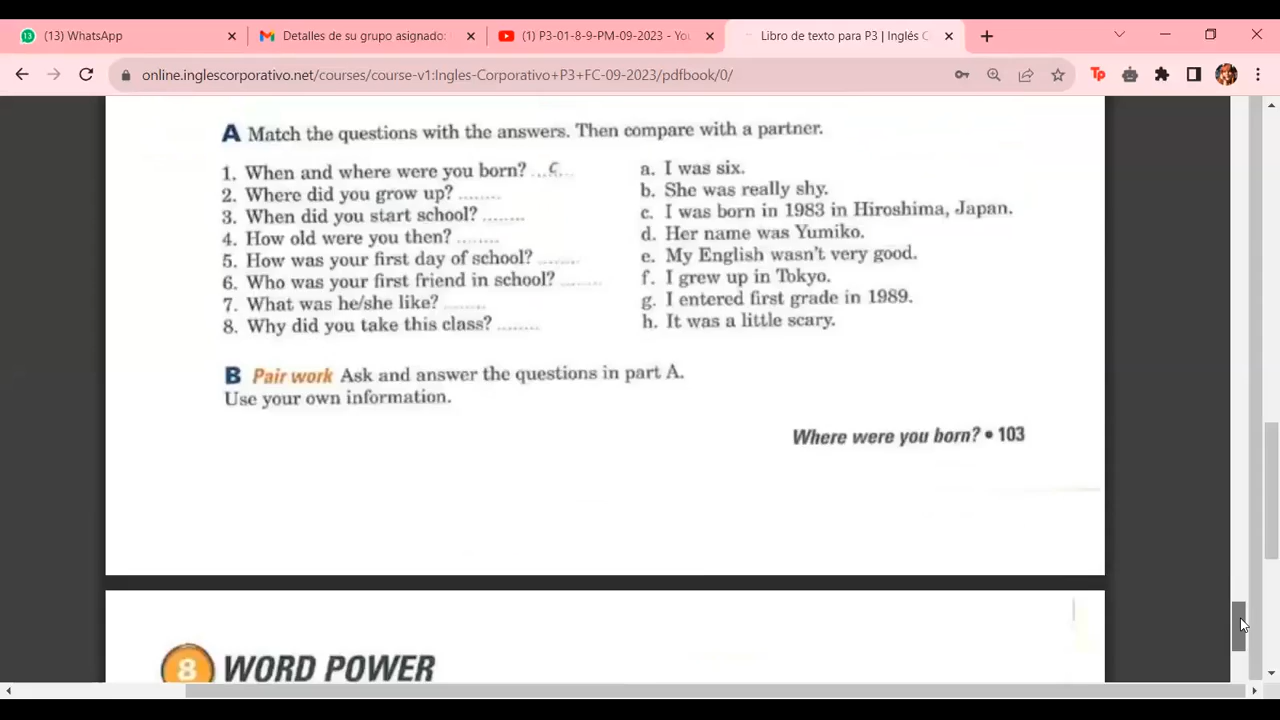 (13) WhatsApp
Detalles de su grupo asignado:
(1) P3-01-8-9-PM-09-2023 - You
Libro de texto para P3 | Inglés C
online.inglescorporativo.net/courses/course-v1:Ingles-Corporativo+P3+FC-09-2023/pdfbook/0/
A Match the questions with the answers. Then compare with a partner.
1. When and where were you born? ...c...
2. Where did you grow up? ........
3. When did you start school? ........
4. How old were you then? ........
5. How was your first day of school? ........
6. Who was your first friend in school? ........
7. What was he/she like? ........
8. Why did you take this class? ........
a. I was six.
b. She was really shy.
c. I was born in 1983 in Hiroshima, Japan.
d. Her name was Yumiko.
e. My English wasn't very good.
f. I grew up in Tokyo.
g. I entered first grade in 1989.
h. It was a little scary.
B Pair work Ask and answer the questions in part A.
Use your own information.
Where were you born? • 103
8 WORD POWER